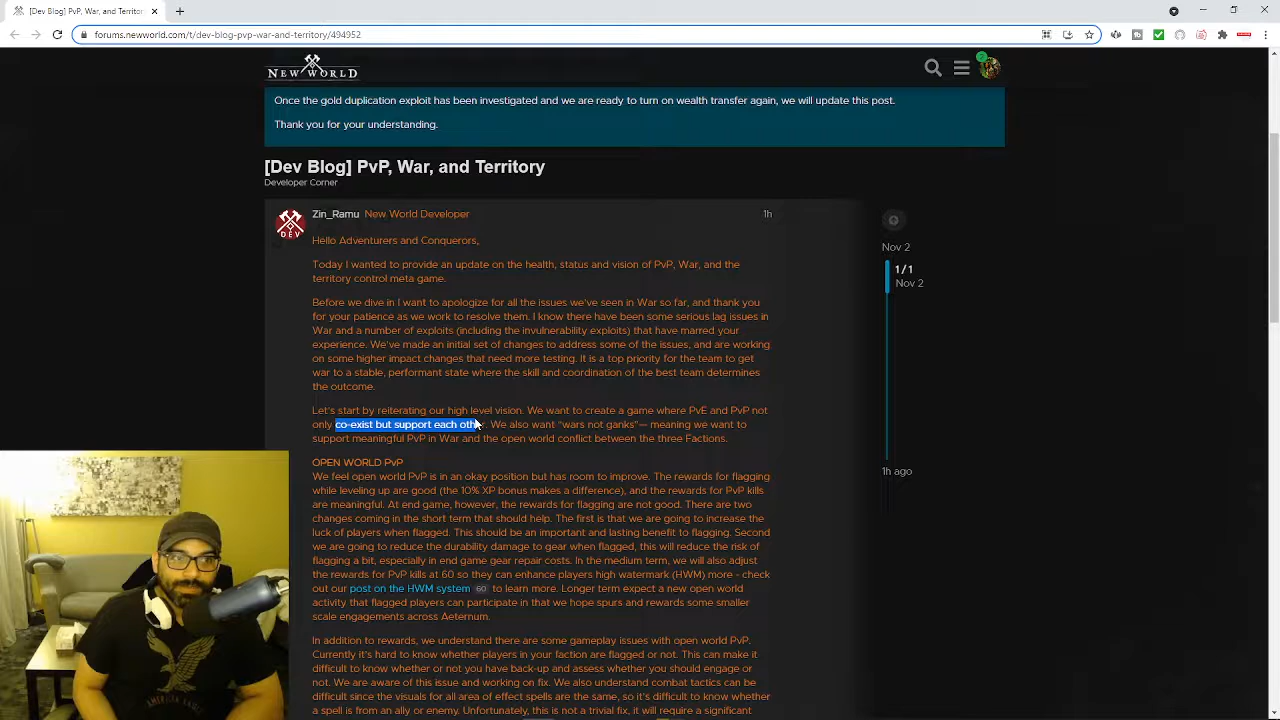 [Dev Blog] PvP, War and Territor
forums.newworld.com/t/dev-blog-pvp-war-and-territory/494952
NEW WORLD
Once the gold duplication exploit has been investigated and we are ready to turn on wealth transfer again, we will update this post.
Thank you for your understanding.
[Dev Blog] PvP, War, and Territory
Developer Corner
Zin_Ramu New World Developer 1h
DEV
Hello Adventurers and Conquerors,
Today I wanted to provide an update on the health, status and vision of PvP, War, and the
territory control meta game.
Before we dive in I want to apologize for all the issues we've seen in War so far, and thank you
for your patience as we work to resolve them. I know there have been some serious lag issues in
War and a number of exploits (including the invulnerability exploits) that have marred your
experience. We've made an initial set of changes to address some of the issues, and are working
on some higher impact changes that need more testing. It is a top priority for the team to get
war to a stable, performant state where the skill and coordination of the best team determines
the outcome.
Let's start by reiterating our high level vision. We want to create a game where PvE and PvP not
only co-exist but support each other. We also want "wars not ganks"— meaning we want to
support meaningful PvP in War and the open world conflict between the three Factions.
OPEN WORLD PvP
We feel open world PvP is in an okay position but has room to improve. The rewards for flagging
while leveling up are good (the 10% XP bonus makes a difference), and the rewards for PvP kills
are meaningful. At end game, however, the rewards for flagging are not good. There are two
changes coming in the short term that should help. The first is that we are going to increase the
luck of players when flagged. This should be an important and lasting benefit to flagging. Second
we are going to reduce the durability damage to gear when flagged, this will reduce the risk of
flagging a bit, especially in end game gear repair costs. In the medium term, we will also adjust
the rewards for PvP kills at 60 so they can enhance players high watermark (HWM) more - check
out our post on the HWM system 60 to learn more. Longer term expect a new open world
activity that flagged players can participate in that we hope spurs and rewards some smaller
scale engagements across Aeternum.
In addition to rewards, we understand there are some gameplay issues with open world PvP.
Currently it's hard to know whether players in your faction are flagged or not. This can make it
difficult to know whether or not you have back-up and assess whether you should engage or
not. We are aware of this issue and working on fix. We also understand combat tactics can be
difficult since the visuals for all area of effect spells are the same, so it's difficult to know whether
a spell is from an ally or enemy. Unfortunately, this is not a trivial fix, it will require a significant
Nov 2
1/1
Nov 2
1h ago